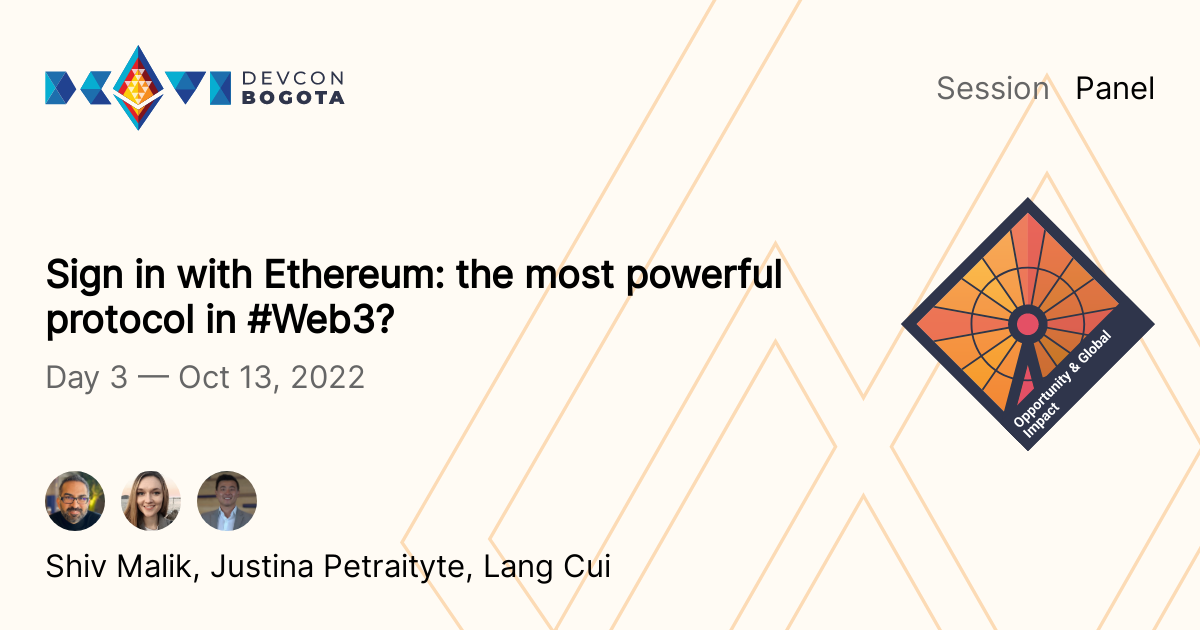 DEVCON
BOGOTA
Session Panel
Sign in with Ethereum: the most powerful
protocol in #Web3?
Day 3 — Oct 13, 2022
Opportunity & Global
Impact
Shiv Malik, Justina Petraityte, Lang Cui